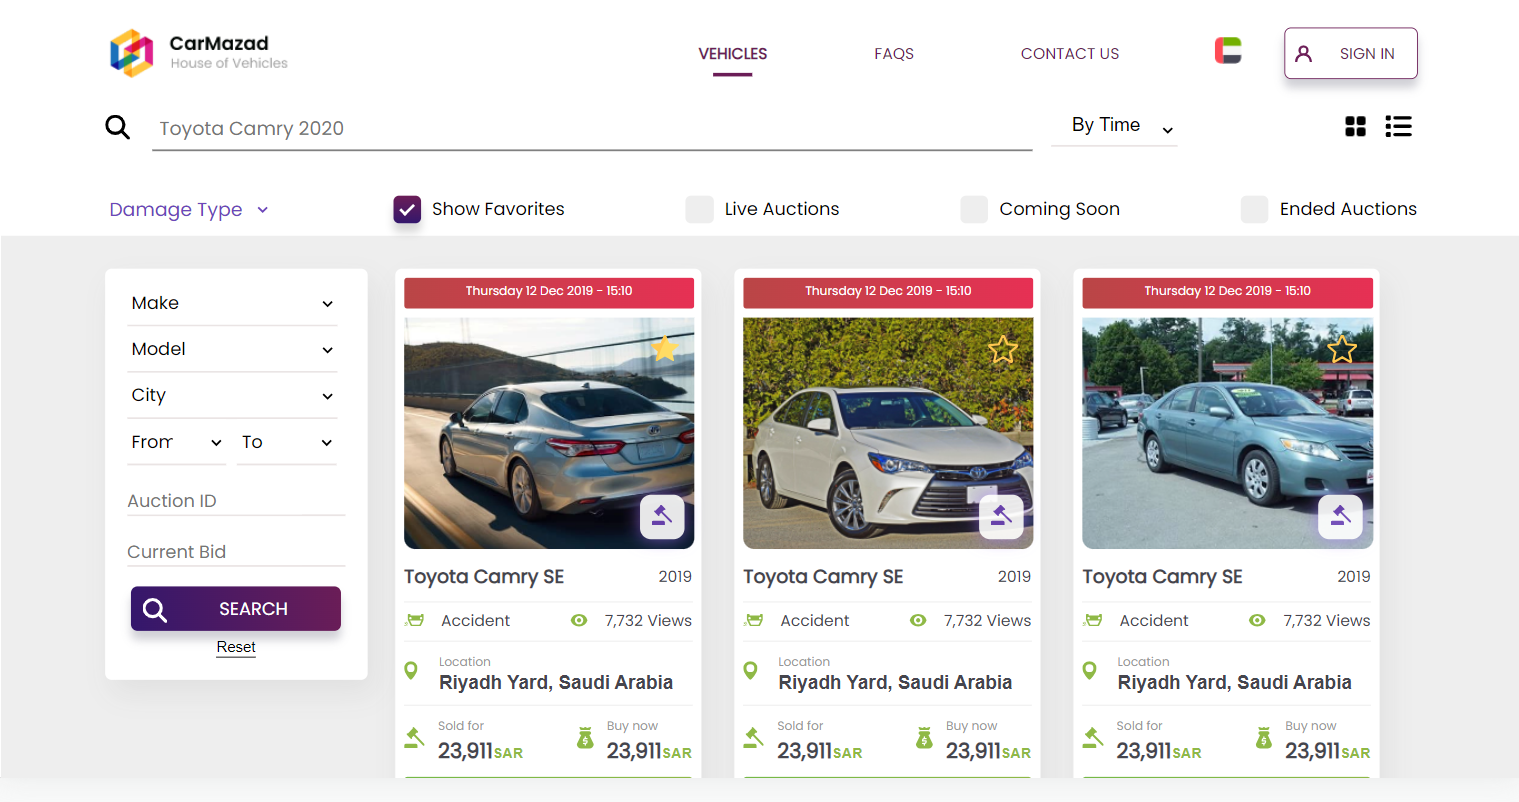 CarMazad
House of Vehicles
VEHICLES
FAQS
CONTACT US
SIGN IN
Toyota Camry 2020
By Time
Damage Type
Show Favorites
Live Auctions
Coming Soon
Ended Auctions
Make
Model
City
From
To
Auction ID
Current Bid
SEARCH
Reset
Thursday 12 Dec 2019 - 15:10
Toyota Camry SE 2019
Accident 7,732 Views
Location
Riyadh Yard, Saudi Arabia
Sold for Buy now
23,911SAR 23,911SAR
Thursday 12 Dec 2019 - 15:10
Toyota Camry SE 2019
Accident 7,732 Views
Location
Riyadh Yard, Saudi Arabia
Sold for Buy now
23,911SAR 23,911SAR
Thursday 12 Dec 2019 - 15:10
Toyota Camry SE 2019
Accident 7,732 Views
Location
Riyadh Yard, Saudi Arabia
Sold for Buy now
23,911SAR 23,911SAR